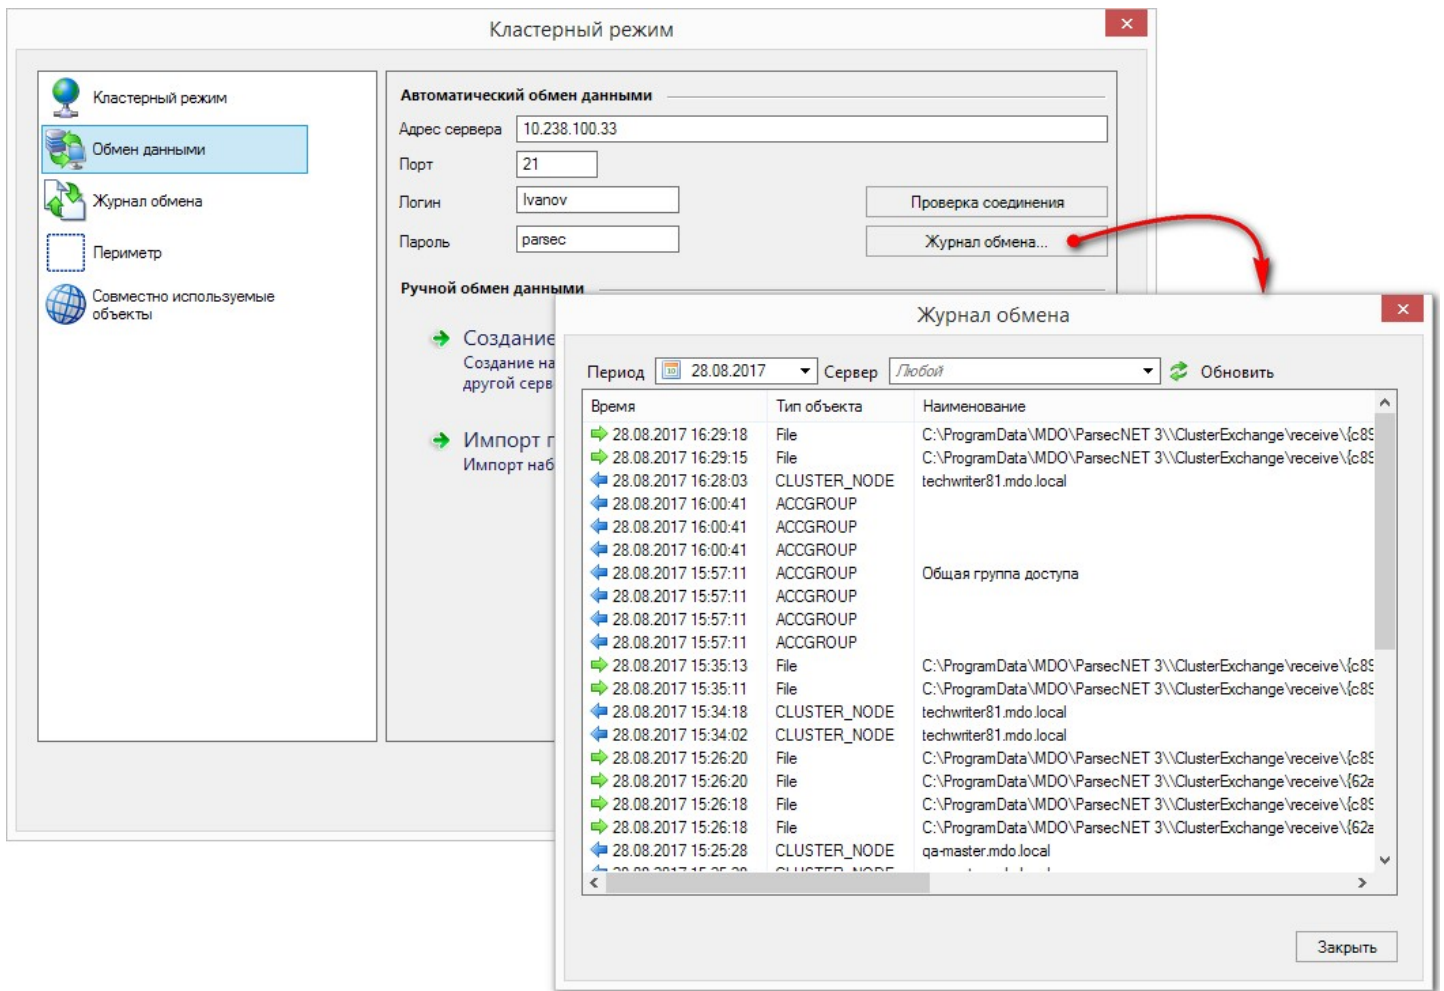 Кластерный режим
Кластерный режим
Обмен данными
Журнал обмена
Периметр
Совместно используемые
объекты
Автоматический обмен данными
Адрес сервера 10.238.100.33
Порт 21
Логин Ivanov
Проверка соединения
Пароль parsec
Журнал обмена...
Ручной обмен данными
Создание
Создание на
другой серв
Импорт
Импорт наб
Журнал обмена
Период 28.08.2017 Сервер Любой Обновить
Время Тип объекта Наименование
28.08.2017 16:29:18 File C:\ProgramData\MDO\ParsecNET 3\\ClusterExchange\receive\{c89
28.08.2017 16:29:15 File C:\ProgramData\MDO\ParsecNET 3\\ClusterExchange\receive\{c89
28.08.2017 16:28:03 CLUSTER_NODE techwriter81.mdo.local
28.08.2017 16:00:41 ACCGROUP
28.08.2017 16:00:41 ACCGROUP
28.08.2017 16:00:41 ACCGROUP
28.08.2017 15:57:11 ACCGROUP Общая группа доступа
28.08.2017 15:57:11 ACCGROUP
28.08.2017 15:57:11 ACCGROUP
28.08.2017 15:57:11 ACCGROUP
28.08.2017 15:35:13 File C:\ProgramData\MDO\ParsecNET 3\\ClusterExchange\receive\{c89
28.08.2017 15:35:11 File C:\ProgramData\MDO\ParsecNET 3\\ClusterExchange\receive\{c89
28.08.2017 15:34:18 CLUSTER_NODE techwriter81.mdo.local
28.08.2017 15:34:02 CLUSTER_NODE techwriter81.mdo.local
28.08.2017 15:26:20 File C:\ProgramData\MDO\ParsecNET 3\\ClusterExchange\receive\{c89
28.08.2017 15:26:20 File C:\ProgramData\MDO\ParsecNET 3\\ClusterExchange\receive\{62a
28.08.2017 15:26:18 File C:\ProgramData\MDO\ParsecNET 3\\ClusterExchange\receive\{c89
28.08.2017 15:26:18 File C:\ProgramData\MDO\ParsecNET 3\\ClusterExchange\receive\{62a
28.08.2017 15:25:28 CLUSTER_NODE qa-master.mdo.local
Закрыть